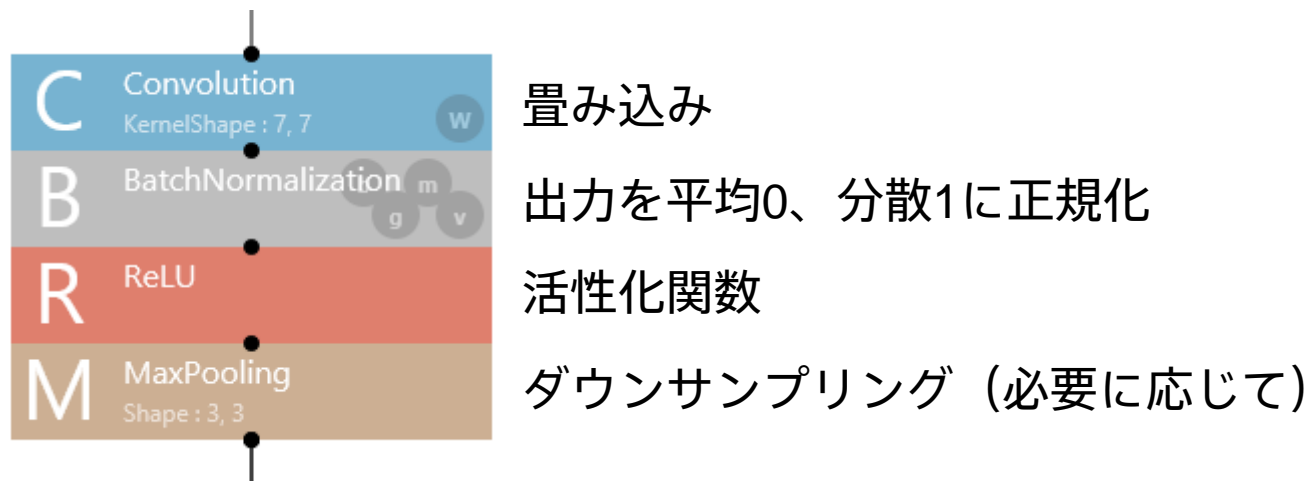 C
Convolution
KernelShape : 7, 7
W
畳み込み
B
BatchNormalization
m
g
v
出力を平均0、分散1に正規化
R
ReLU
活性化関数
M
MaxPooling
Shape : 3, 3
ダウンサンプリング（必要に応じて）